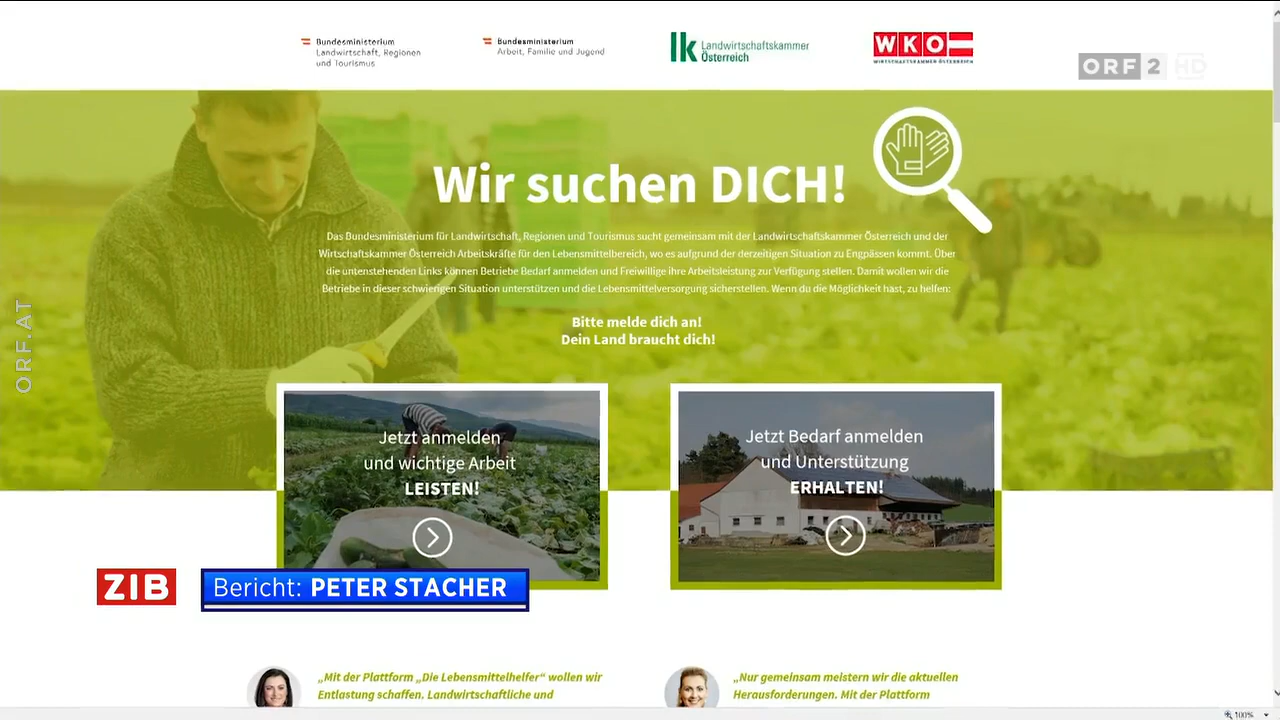 Bundesministerium
Landwirtschaft, Regionen
und Tourismus
Bundesministerium
Arbeit, Familie und Jugend
lk Landwirtschaftskammer
Österreich
WKO
WIRTSCHAFTSKAMMER ÖSTERREICH
ORF 2 HD
Wir suchen DICH!
Das Bundesministerium für Landwirtschaft, Regionen und Tourismus sucht gemeinsam mit der Landwirtschaftskammer Österreich und der
Wirtschaftskammer Österreich Arbeitskräfte für den Lebensmittelbereich, wo es aufgrund der derzeitigen Situation zu Engpässen kommt. Über
die untenstehenden Links können Betriebe Bedarf anmelden und Freiwillige ihre Arbeitsleistung zur Verfügung stellen. Damit wollen wir die
Betriebe in dieser schwierigen Situation unterstützen und die Lebensmittelversorgung sicherstellen. Wenn du die Möglichkeit hast, zu helfen:
Bitte melde dich an!
Dein Land braucht dich!
ORF.AT
Jetzt anmelden
und wichtige Arbeit
LEISTEN!
Jetzt Bedarf anmelden
und Unterstützung
ERHALTEN!
ZIB
Bericht: PETER STACHER
„Mit der Plattform „Die Lebensmittelhelfer“ wollen wir
Entlastung schaffen. Landwirtschaftliche und
„Nur gemeinsam meistern wir die aktuellen
Herausforderungen. Mit der Plattform
100%